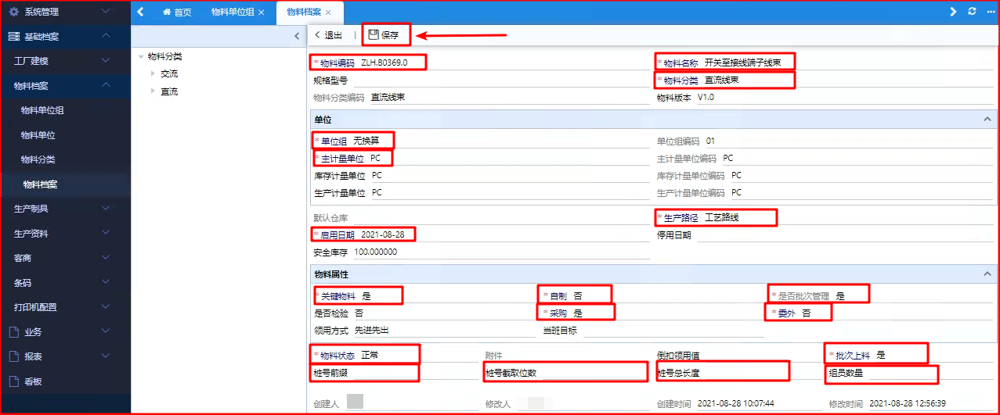 系统管理
基础档案
工厂建模
物料档案
物料单位组
物料单位
物料分类
物料档案
生产制具
生产资料
客商
条码
打印机配置
业务
报表
看板
首页 物料单位组 × 物料档案 ×
物料分类
交流
直流
退出 | 保存
*物料编码 ZLH.B0369.0 *物料名称 开关至接线端子线束
规格型号 *物料分类 直流线束
物料分类编码 直流线束 物料版本 V1.0
单位
*单位组 无换算 单位组编码 01
*主计量单位 PC 主计量单位编码 PC
库存计量单位 PC 库存计量单位编码 PC
生产计量单位 PC 生产计量单位编码 PC
默认仓库 *生产路径 工艺路线
*启用日期 2021-08-28 停用日期
安全库存 100.000000
物料属性
*关键物料 是 *自制 否 *是否批次管理 是
是否检验 否 *采购 是 *委外 否
领用方式 先进先出 当班目标
*物料状态 正常 附件 倒扣领用值 *批次上料 是
桩号前缀 桩号截取位数 桩号总长度 组员数量
创建人 修改人 创建时间 2021-08-28 10:07:44 修改时间 2021-08-28 12:56:39